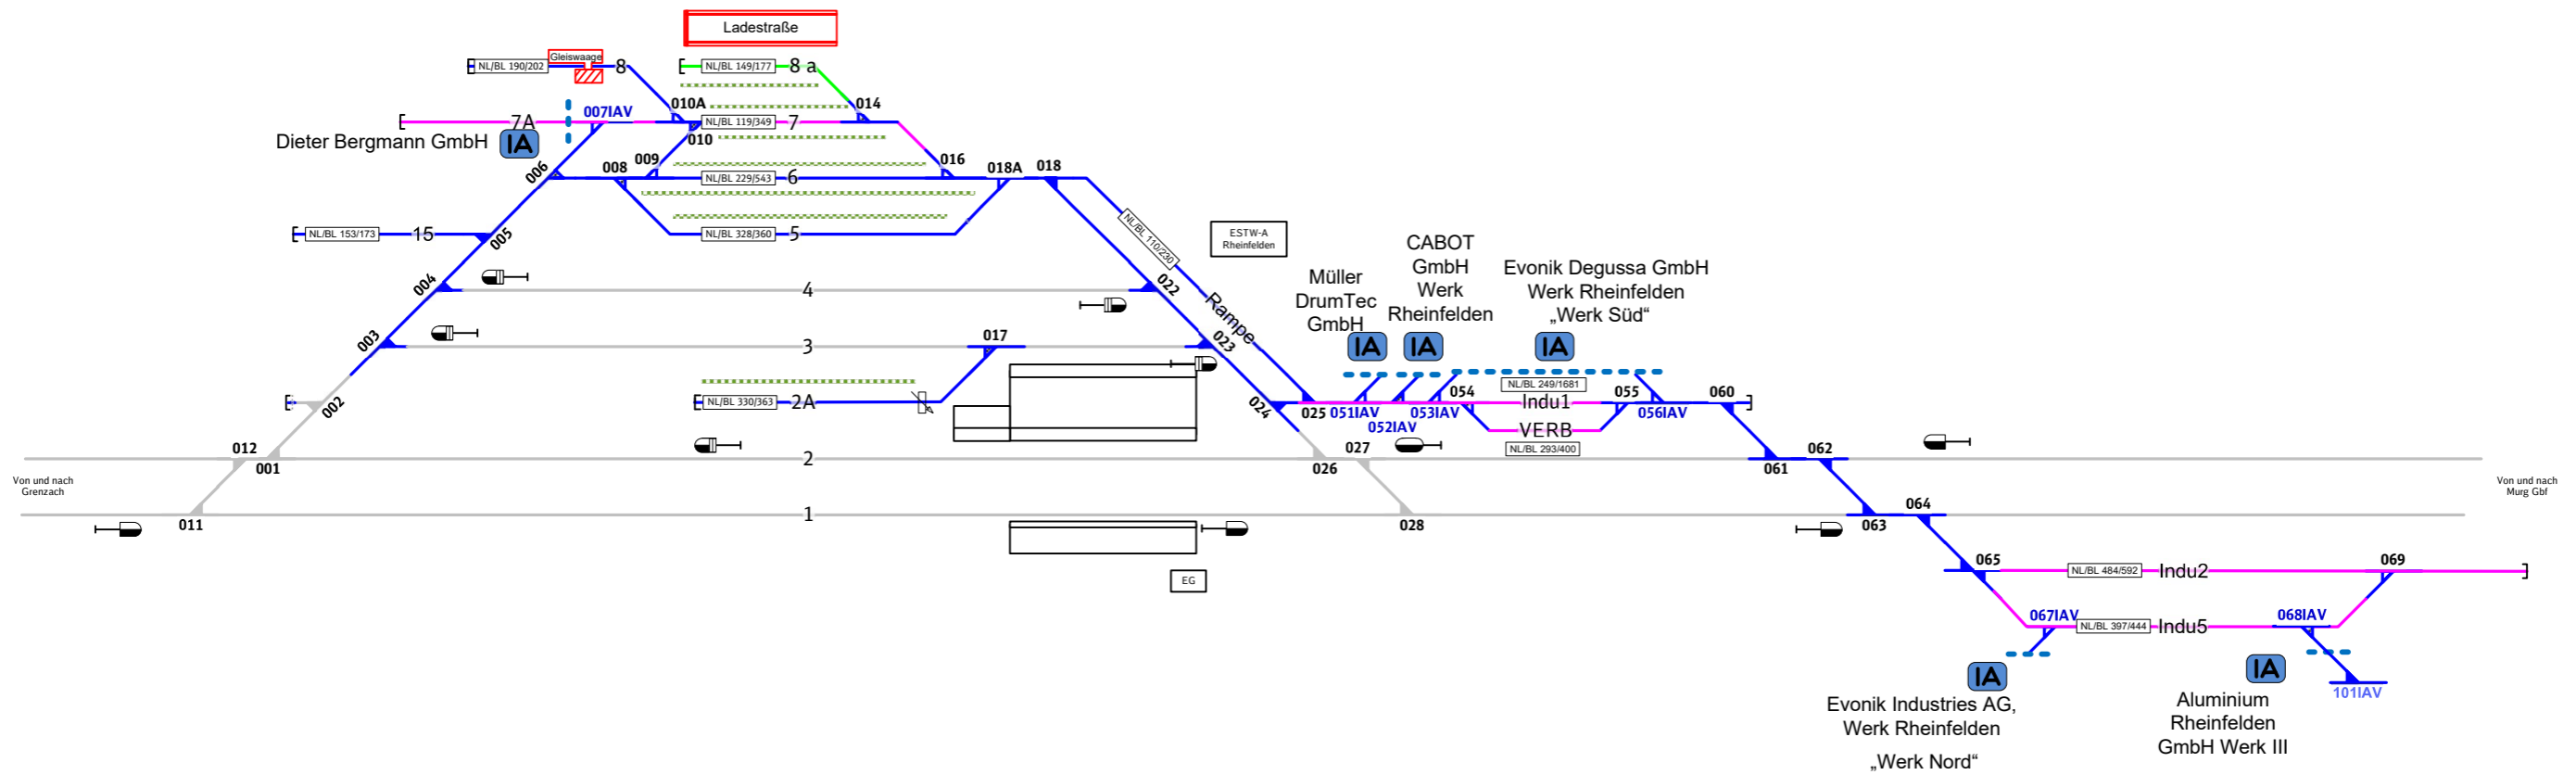 Ladestraße
NL/BL 190/202
Gleiswaage
8
NL/BL 149/177
8 a
7A
007IAV
010A
NL/BL 119/349
7
014
Dieter Bergmann GmbH
IA
010
006
008
009
NL/BL 229/543
6
016
018A
018
NL/BL 153/173
15
005
NL/BL 328/360
5
NL/BL 110/230
Rampe
ESTW-A
Rheinfelden
004
4
022
Müller
DrumTec
GmbH
IA
CABOT
GmbH
Werk
Rheinfelden
IA
Evonik Degussa GmbH
Werk Rheinfelden
„Werk Süd“
IA
003
3
017
023
002
NL/BL 330/363
2A
024
025
051IAV
052IAV
053IAV
054
NL/BL 249/1681
Indu1
055
056IAV
060
VERB
NL/BL 293/400
012
001
2
026
027
061
062
Von und nach
Grenzach
Von und nach
Murg Gbf
011
1
028
063
064
EG
065
NL/BL 484/592
Indu2
069
067IAV
NL/BL 397/444
Indu5
068IAV
IA
Evonik Industries AG,
Werk Rheinfelden
„Werk Nord“
IA
101IAV
Aluminium
Rheinfelden
GmbH Werk III